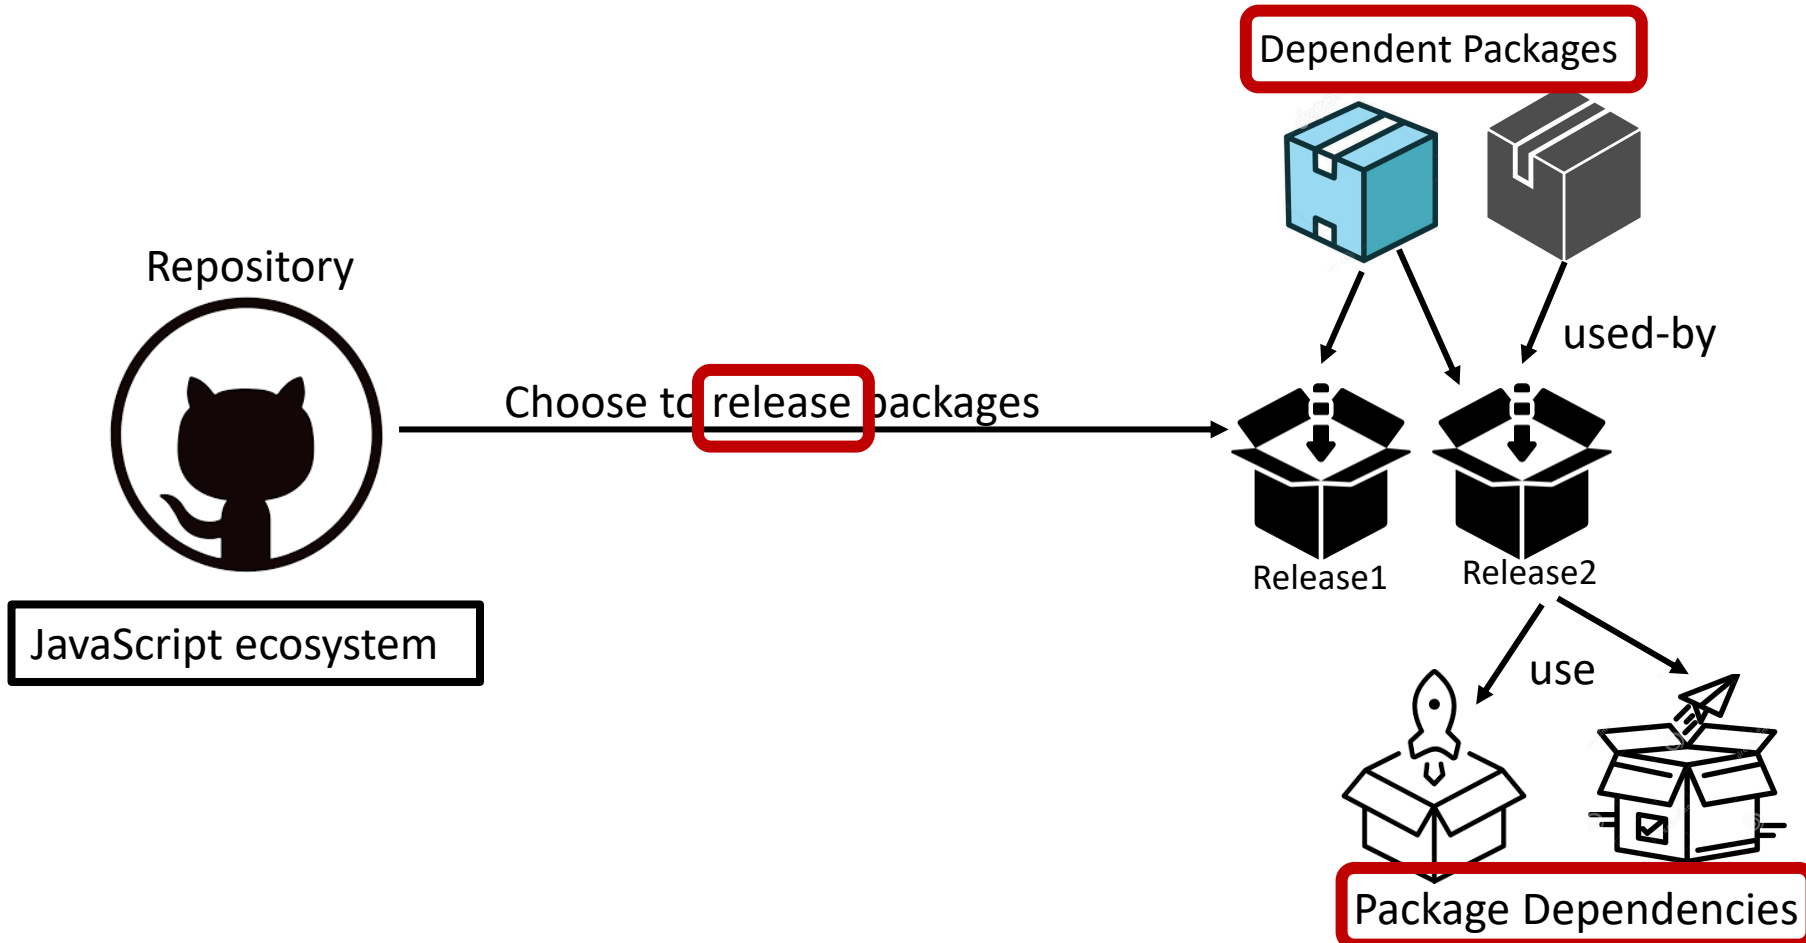 Dependent Packages
Repository
used-by
Choose to release packages
Release1
Release2
JavaScript ecosystem
use
Package Dependencies